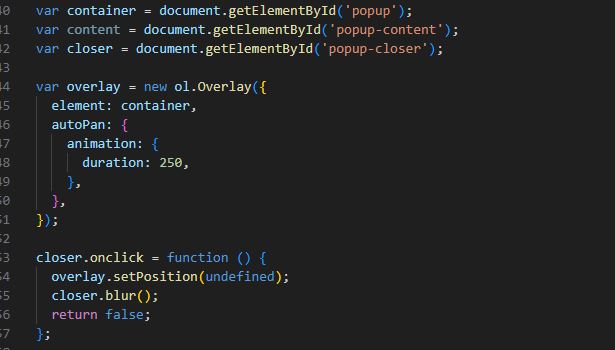 40 var container = document.getElementById('popup');
41 var content = document.getElementById('popup-content');
42 var closer = document.getElementById('popup-closer');
43
44 var overlay = new ol.Overlay({
45   element: container,
46   autoPan: {
47     animation: {
48       duration: 250,
49     },
50   },
51 });
52
53 closer.onclick = function () {
54   overlay.setPosition(undefined);
55   closer.blur();
56   return false;
57 };